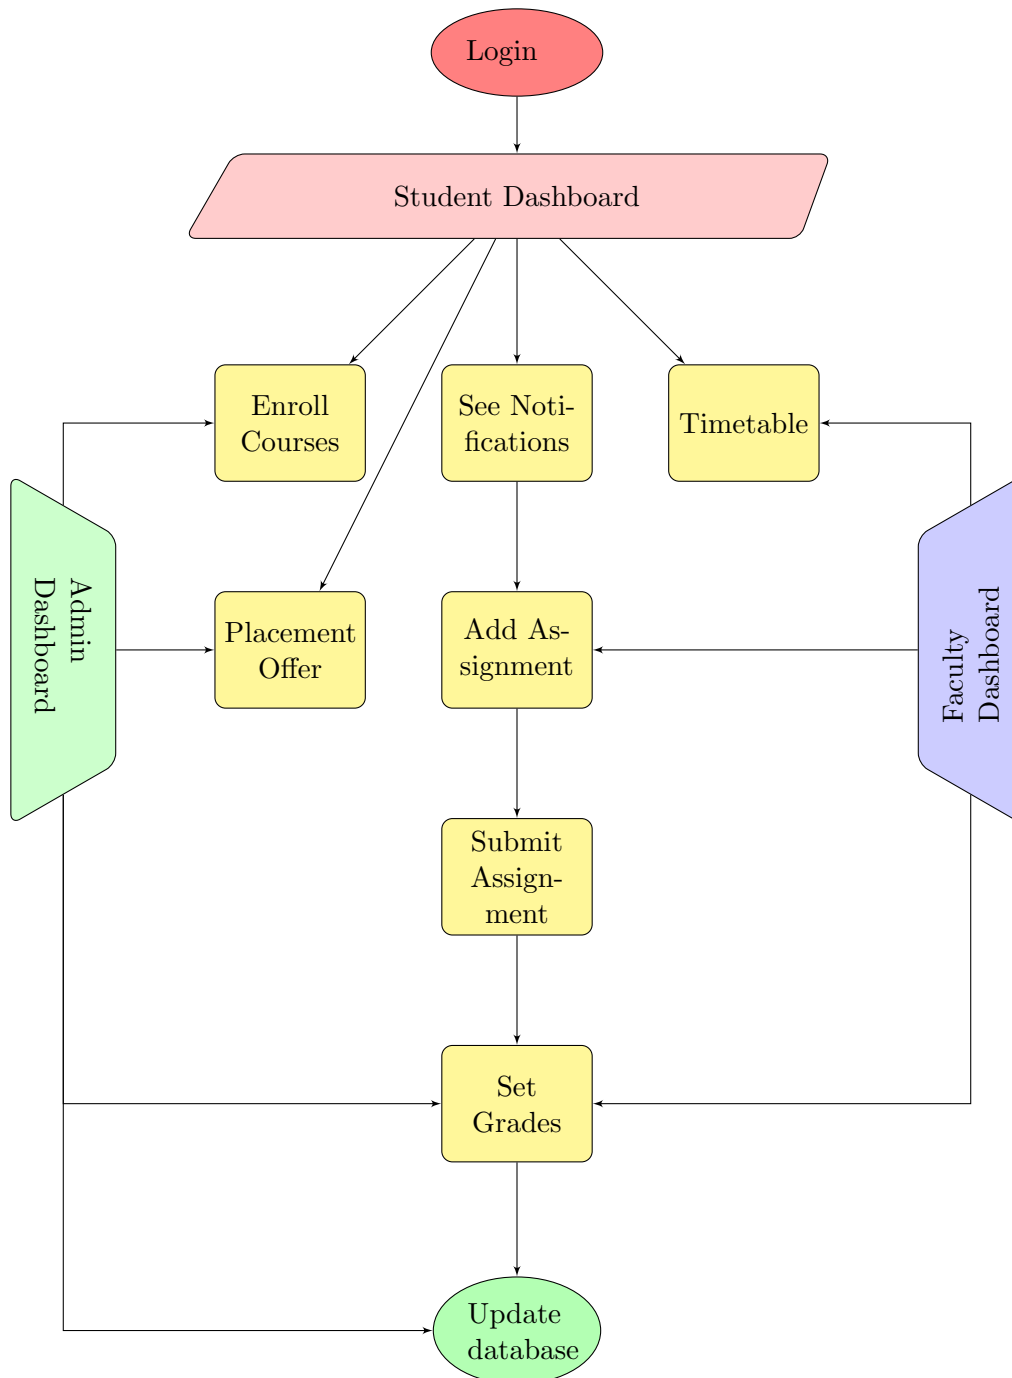 Login
Student Dashboard
Enroll
Courses
See Noti-
fications
Timetable
Admin
Dashboard
Placement
Offer
Add As-
signment
Faculty
Dashboard
Submit
Assign-
ment
Set
Grades
Update
database